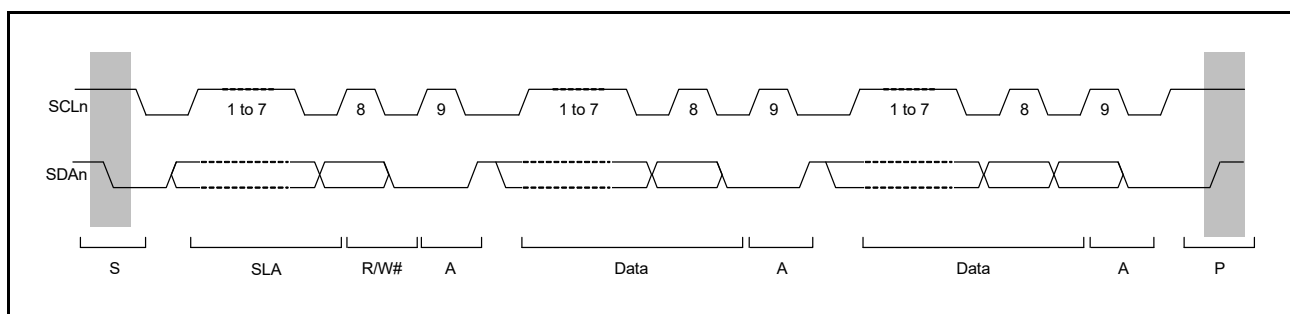 SCLn
1 to 7 8 9 1 to 7 8 9 1 to 7 8 9
SDAn
S SLA R/W# A Data A Data A P